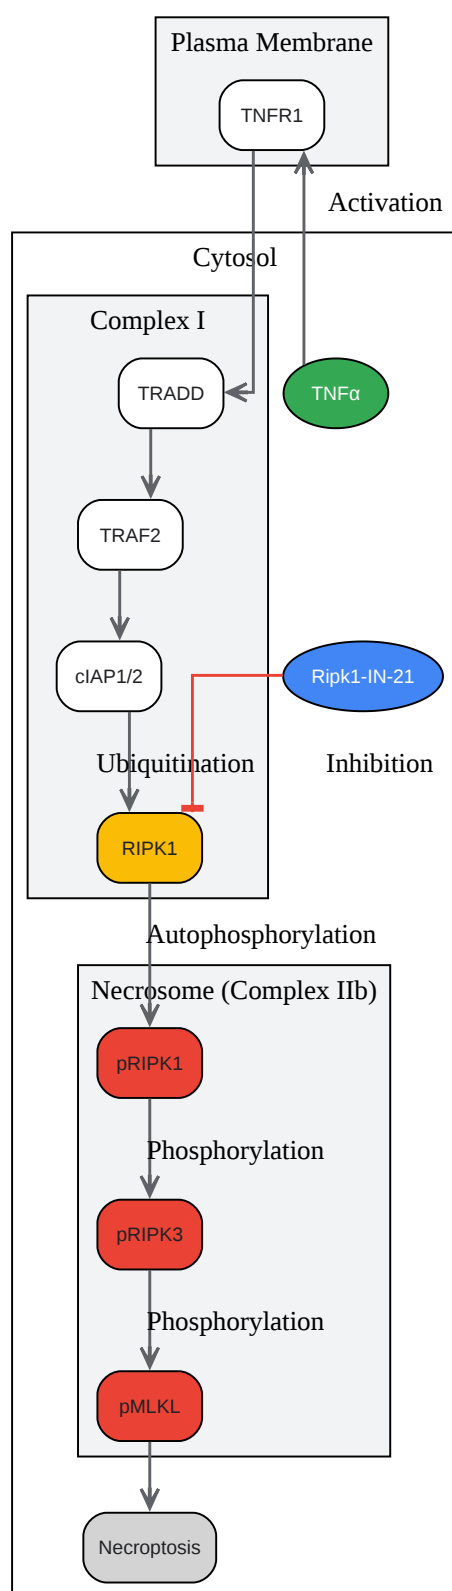 Plasma Membrane
TNFR1
Activation
Cytosol
Complex I
TRADD
TNFα
TRAF2
cIAP1/2
Ripk1-IN-21
Ubiquitination
Inhibition
RIPK1
Autophosphorylation
Necrosome (Complex IIb)
pRIPK1
Phosphorylation
pRIPK3
Phosphorylation
pMLKL
Necroptosis